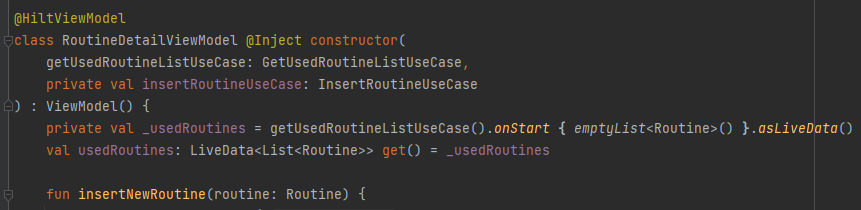 @HiltViewModel
class RoutineDetailViewModel @Inject constructor(
    getUsedRoutineListUseCase: GetUsedRoutineListUseCase,
    private val insertRoutineUseCase: InsertRoutineUseCase
) : ViewModel() {
    private val _usedRoutines = getUsedRoutineListUseCase().onStart { emptyList<Routine>() }.asLiveData()
    val usedRoutines: LiveData<List<Routine>> get() = _usedRoutines
    fun insertNewRoutine(routine: Routine) {